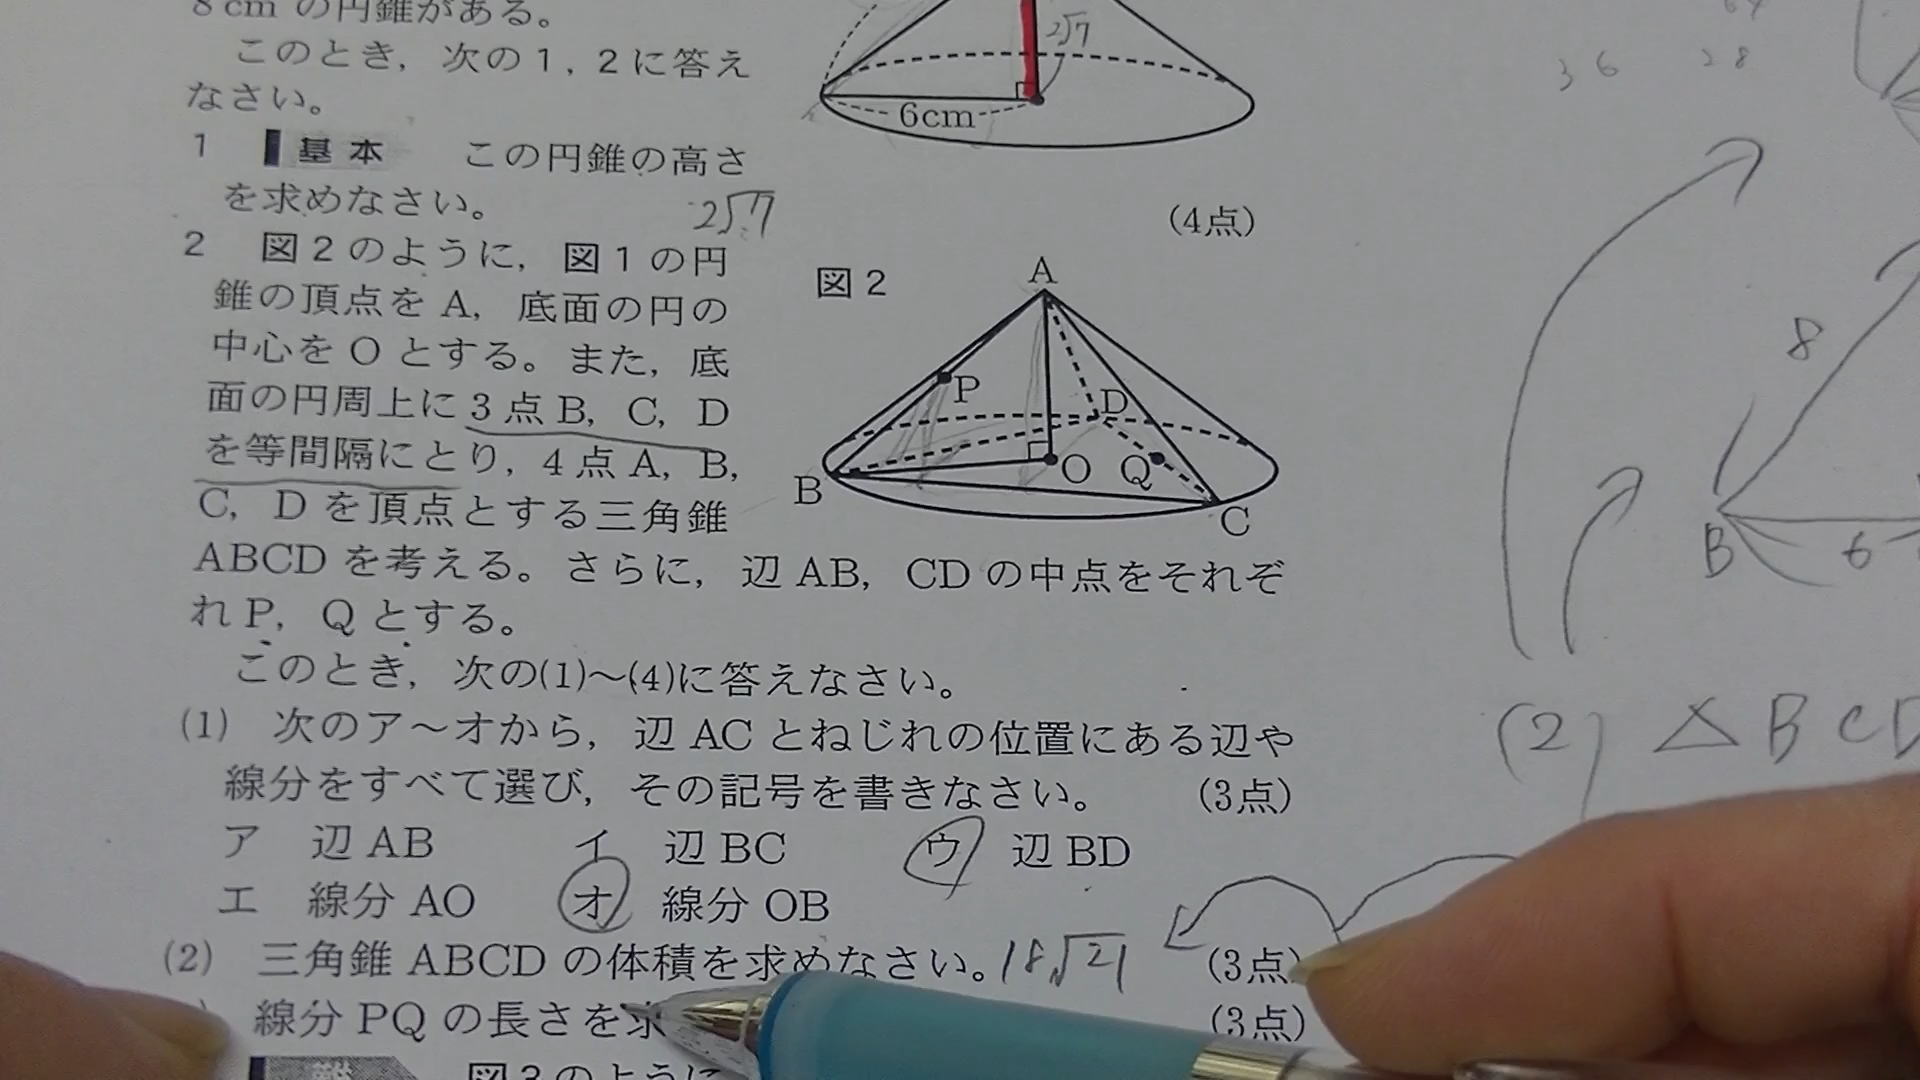 8cmの円錐がある。
このとき，次の1，2に答え
なさい。
1 基本 この円錐の高さ
を求めなさい。
2√7
(4点)
2√7
6cm
2 図2のように，図1の円
錐の頂点をA，底面の円の
中心をOとする。また，底
面の円周上に3点B，C，D
を等間隔にとり，4点A，B，
C，Dを頂点とする三角錐
ABCDを考える。さらに，辺AB，CDの中点をそれぞ
れP，Qとする。
図2
A
P
D
O
Q
B
C
このとき，次の(1)〜(4)に答えなさい。
(1) 次のア〜オから，辺ACとねじれの位置にある辺や
線分をすべて選び，その記号を書きなさい。 (3点)
ア 辺AB イ 辺BC ウ 辺BD
エ 線分AO オ 線分OB
(2) 三角錐ABCDの体積を求めなさい。18√21 (3点)
線分PQの長さを求 (3点)
図3のように
36 28
8
B
6
(2) △BCD